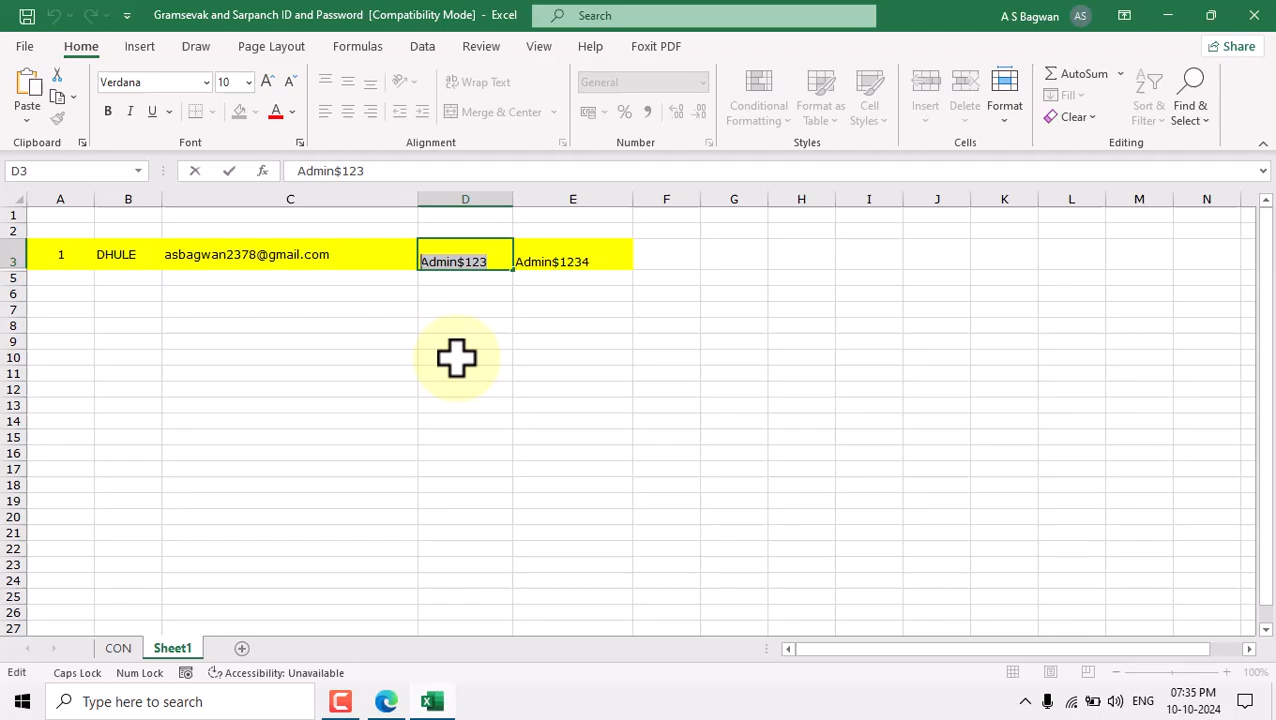 Gramsevak and Sarpanch ID and Password [Compatibility Mode] - Excel
Search
A S Bagwan AS
File Home Insert Draw Page Layout Formulas Data Review View Help Foxit PDF Share
Paste
Clipboard
Verdana 10
B I U
Font
Wrap Text
Merge & Center
Alignment
General
Number
Conditional Formatting
Format as Table
Cell Styles
Styles
Insert Delete Format
Cells
AutoSum
Fill
Clear
Sort & Filter
Find & Select
Editing
D3
fx
Admin$123
A B C D E F G H I J K L M N
1
2
3 1 DHULE asbagwan2378@gmail.com Admin$123 Admin$1234
5
6
7
8
9
10
11
12
13
14
15
16
17
18
19
20
21
22
23
24
25
26
27
CON Sheet1
Edit Caps Lock Num Lock Accessibility: Unavailable 100%
Type here to search
ENG
07:35 PM
10-10-2024